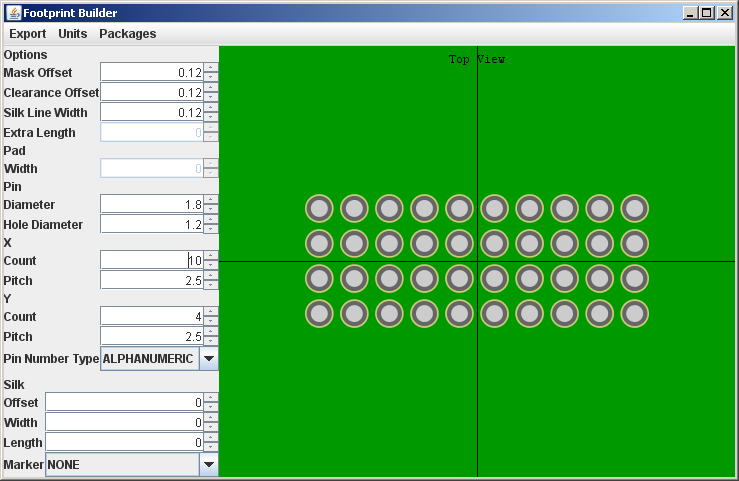 Footprint Builder
Export Units Packages
Options
Mask Offset 0.12
Clearance Offset 0.12
Silk Line Width 0.12
Extra Length 0
Pad
Width 0
Pin
Diameter 1.8
Hole Diameter 1.2
X
Count 10
Pitch 2.5
Y
Count 4
Pitch 2.5
Pin Number Type ALPHANUMERIC
Silk
Offset 0
Width 0
Length 0
Marker NONE
Top View